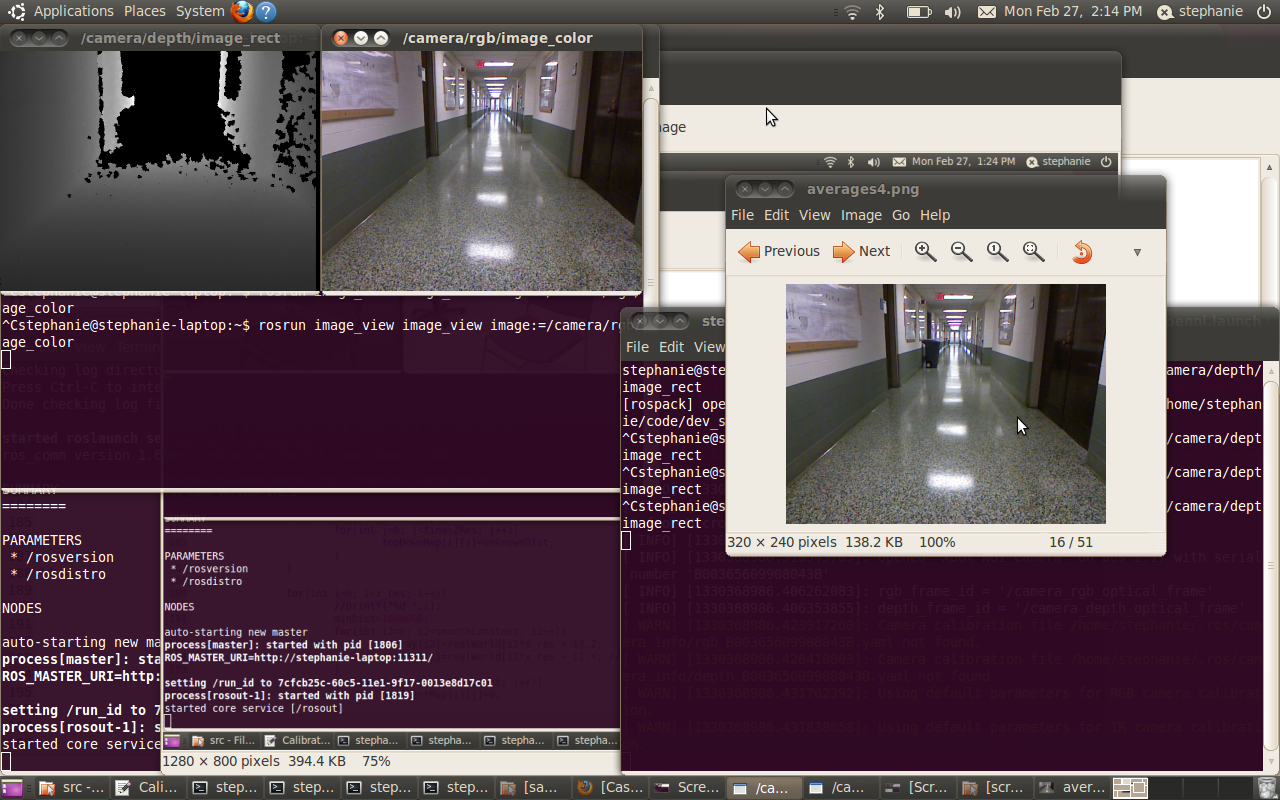 Applications Places System
Mon Feb 27, 2:14 PM stephanie
/camera/depth/image_rect
/camera/rgb/image_color
age_color
^Cstephanie@stephanie-laptop:~$ rosrun image_view image_view image:=/camera/rg
age_color
SUMMARY
========
PARAMETERS
* /rosversion
* /rosdistro
NODES
auto-starting new ma
process[master]: sta
ROS_MASTER_URI=http:
setting /run_id to 7
process[rosout-1]: s
started core service
SUMMARY
========
PARAMETERS
* /rosversion
* /rosdistro
NODES
auto-starting new master
process[master]: started with pid [1806]
ROS_MASTER_URI=http://stephanie-laptop:11311/
setting /run_id to 7cfcb25c-60c5-11e1-9f17-0013e8d17c01
process[rosout-1]: started with pid [1819]
started core service [/rosout]
src - Fil... Calibrat... stepha... stepha... stepha... stepha...
1280 × 800 pixels 394.4 KB 75%
mage
Mon Feb 27, 1:24 PM stephanie
averages4.png
File Edit View Image Go Help
Previous Next
320 × 240 pixels 138.2 KB 100% 16 / 51
ste
File Edit View
stephanie@ste amera/depth/
image_rect
[rospack] ope home/stephan
ie/code/dev_s
^Cstephanie@s /camera/dept
image_rect
^Cstephanie@s /camera/dept
image_rect
^Cstephanie@s /camera/dept
image_rect
src -... Cali... step... step... step... step... [sa... [Cas... Scre... /ca... /ca... [Scr... [scr... aver...